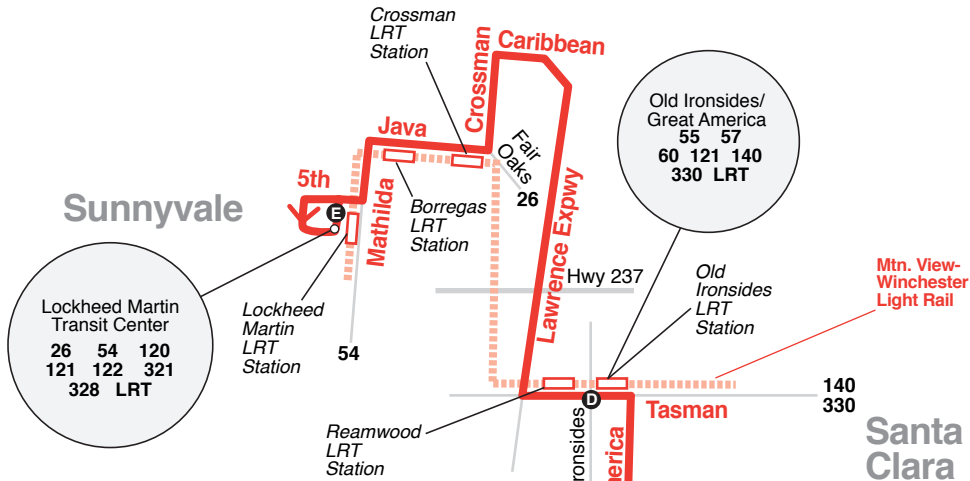 Crossman
LRT
Station
Crossman
Caribbean
Java
Fair
Oaks
26
Old Ironsides/
Great America
55 57
60 121 140
330 LRT
5th
Sunnyvale
E
Mathilda
Borregas
LRT
Station
Lawrence Expwy
Hwy 237
Old
Ironsides
LRT
Station
Mtn. View-
Winchester
Light Rail
Lockheed Martin
Transit Center
26 54 120
121 122 321
328 LRT
Lockheed
Martin
LRT
Station
54
140
330
D
Tasman
Reamwood
LRT
Station
Santa
Clara